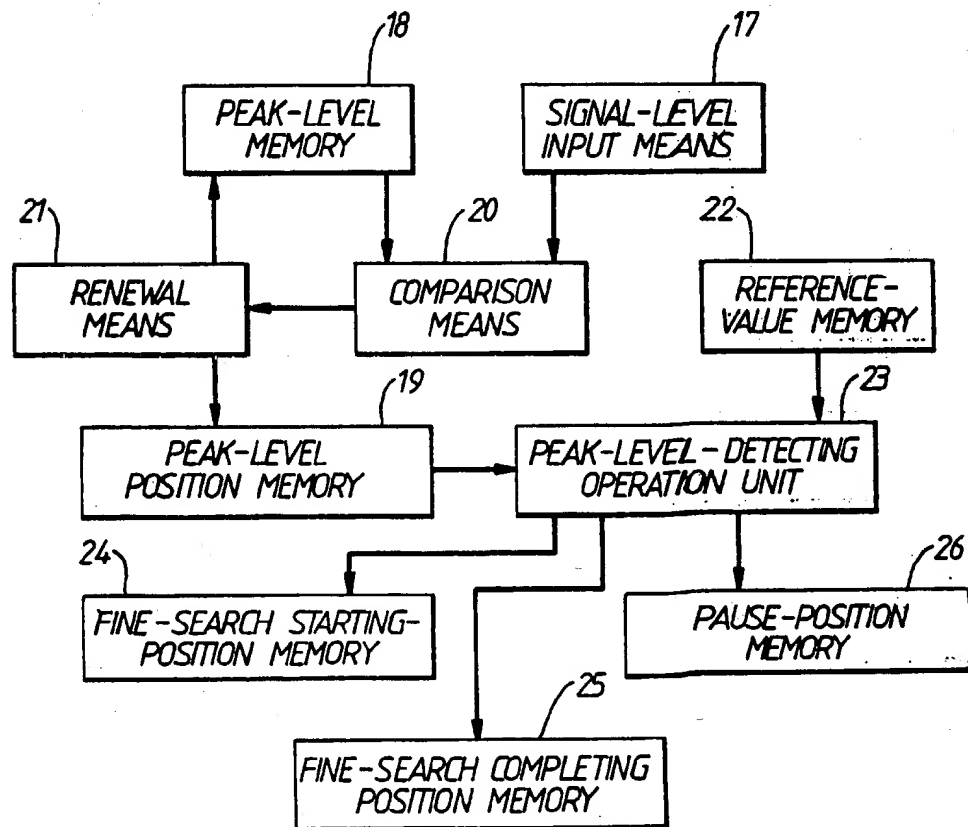 18
17
PEAK-LEVEL
MEMORY
SIGNAL-LEVEL
INPUT MEANS
21
20
22
RENEWAL
MEANS
COMPARISON
MEANS
REFERENCE-
VALUE MEMORY
19
23
PEAK-LEVEL
POSITION MEMORY
PEAK-LEVEL-DETECTING
OPERATION UNIT
24
26
FINE-SEARCH STARTING-
POSITION MEMORY
PAUSE-POSITION
MEMORY
25
FINE-SEARCH COMPLETING
POSITION MEMORY